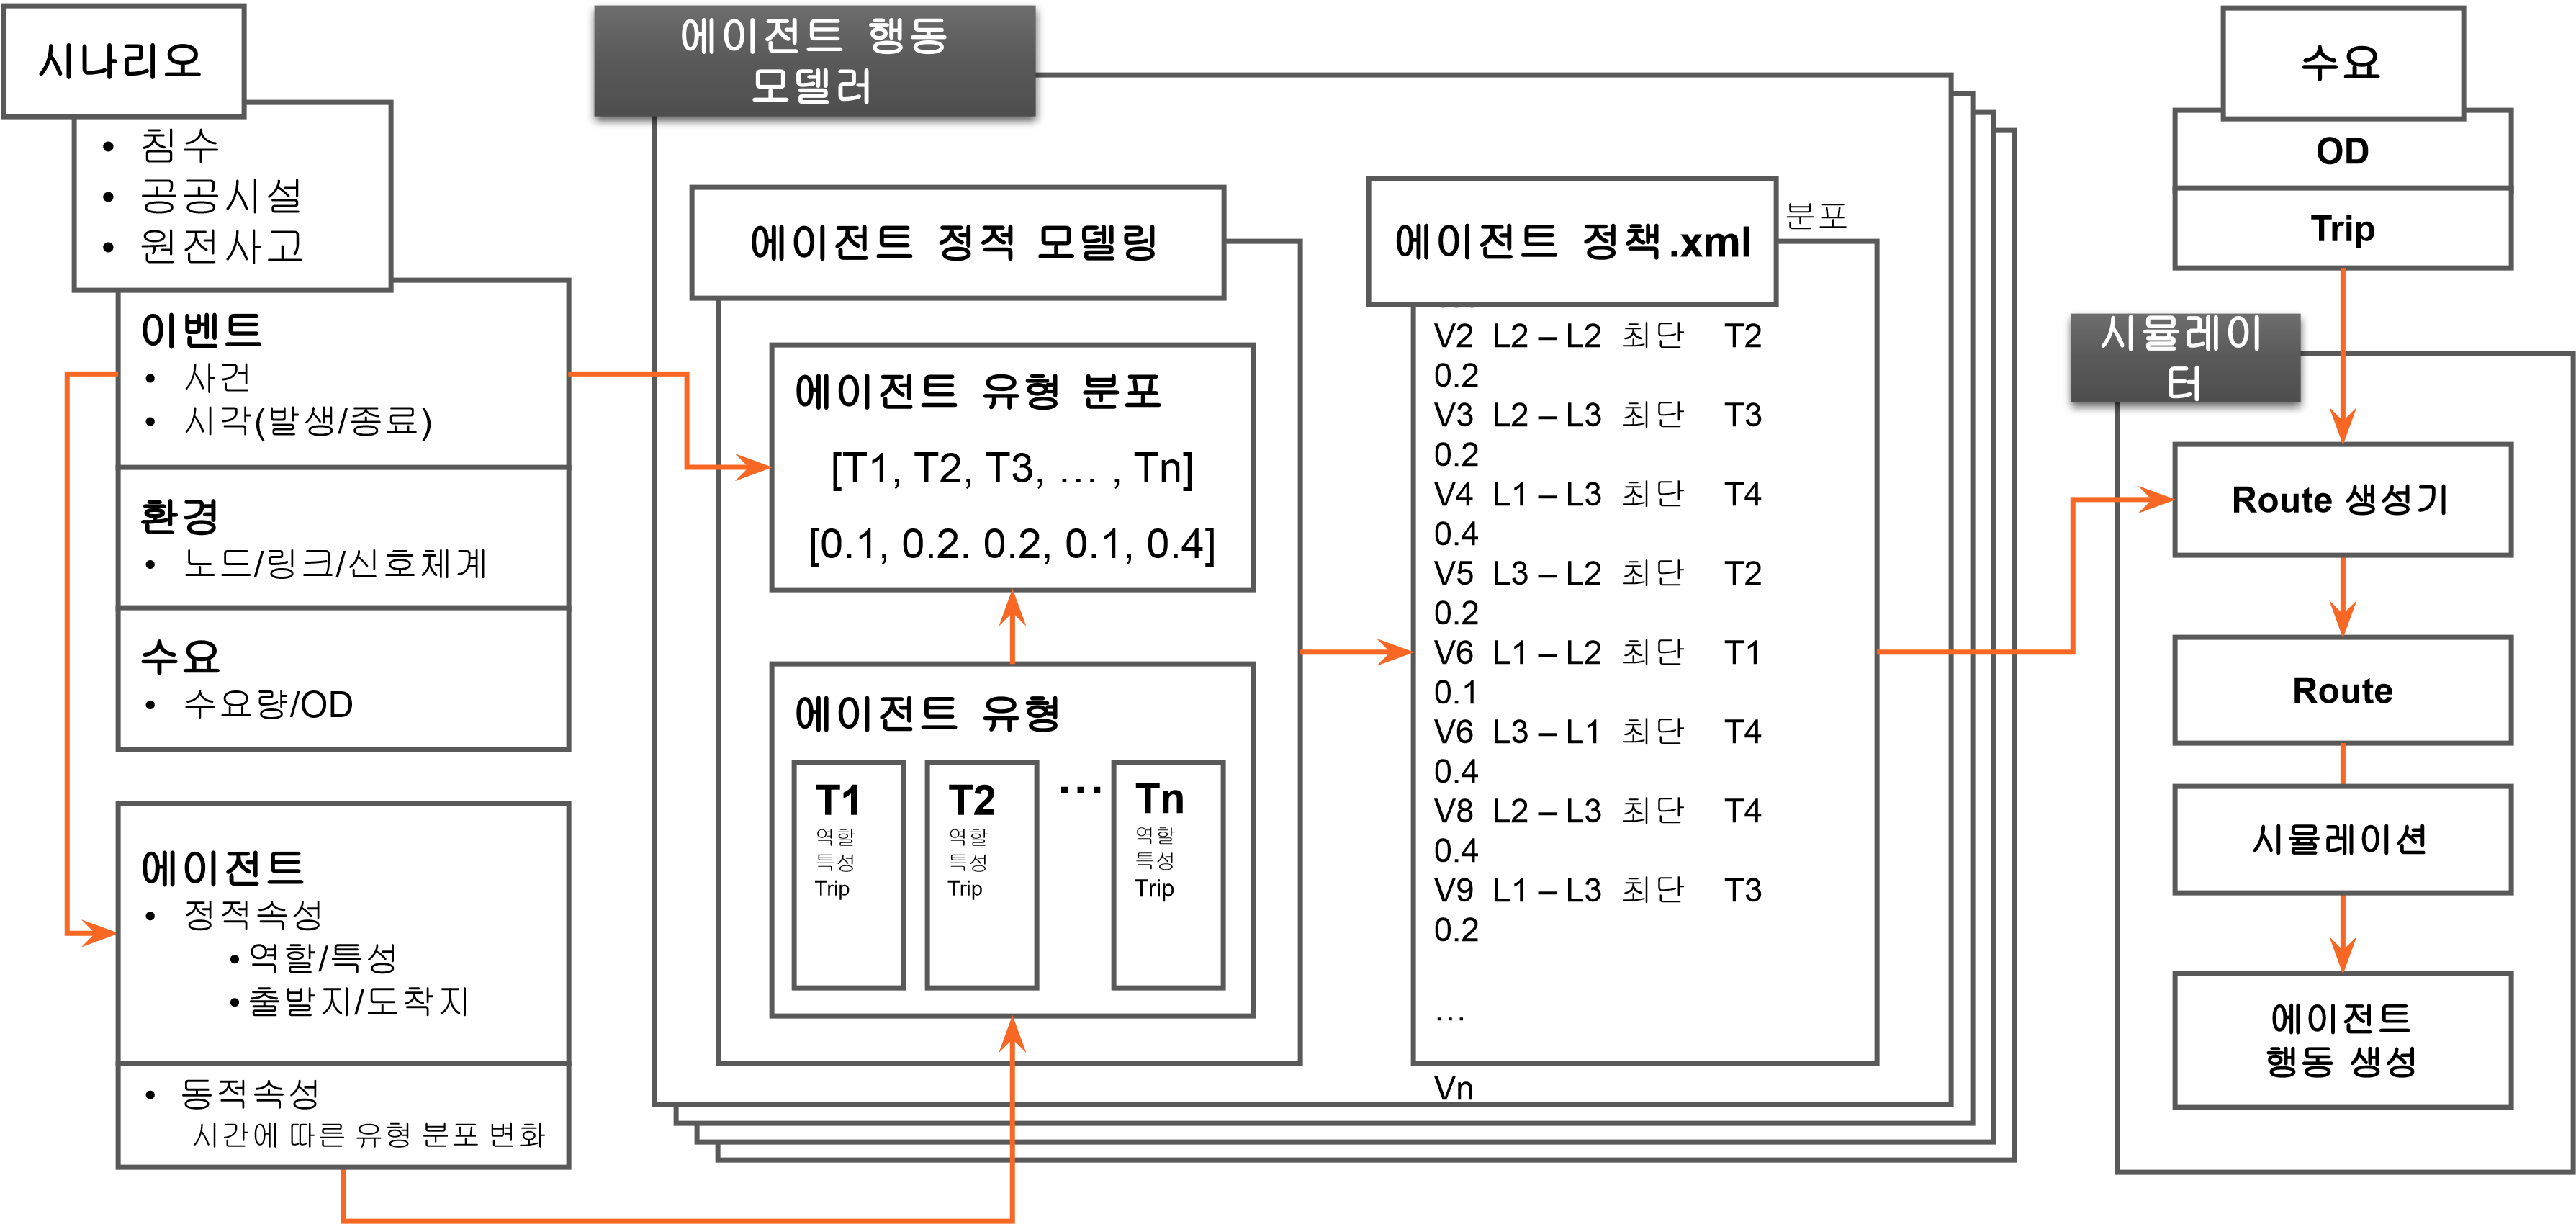 시나리오
• 침수
• 공공시설
• 원전사고
이벤트
• 사건
• 시각(발생/종료)
환경
• 노드/링크/신호체계
수요
• 수요량/OD
에이전트
• 정적속성
• 역할/특성
• 출발지/도착지
• 동적속성
시간에 따른 유형 분포 변화
에이전트 행동
모델러
에이전트 정적 모델링
에이전트 유형 분포
[T1, T2, T3, … , Tn]
[0.1, 0.2. 0.2, 0.1, 0.4]
에이전트 유형
T1
역할
특성
Trip
T2
역할
특성
Trip
…
Tn
역할
특성
Trip
에이전트 정책.xml
분포
V2 L2 – L2 최단 T2
0.2
V3 L2 – L3 최단 T3
0.2
V4 L1 – L3 최단 T4
0.4
V5 L3 – L2 최단 T2
0.2
V6 L1 – L2 최단 T1
0.1
V6 L3 – L1 최단 T4
0.4
V8 L2 – L3 최단 T4
0.4
V9 L1 – L3 최단 T3
0.2
…
Vn
수요
OD
Trip
시뮬레이
터
Route 생성기
Route
시뮬레이션
에이전트
행동 생성